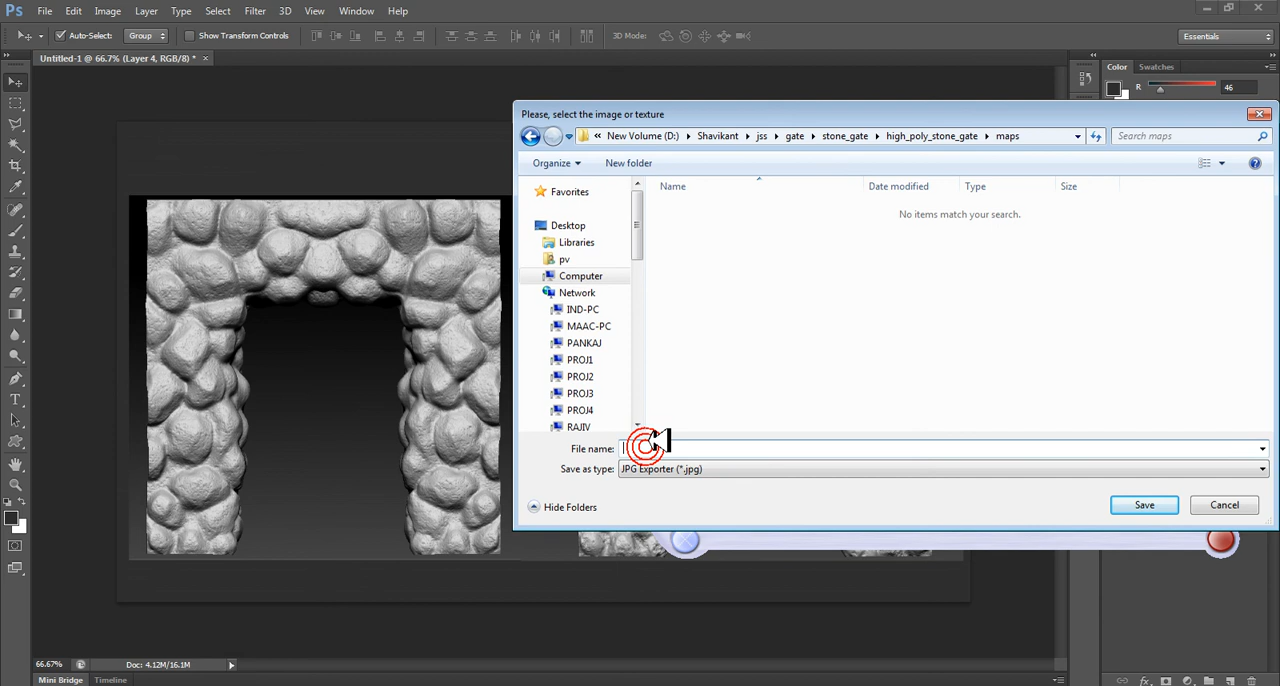 Ps File Edit Image Layer Type Select Filter 3D View Window Help
Auto-Select: Group Show Transform Controls 3D Mode: Essentials
Untitled-1 @ 66.7% (Layer 4, RGB/8) * ×
Color Swatches
R 46
Please, select the image or texture
« New Volume (D:) Shavikant jss gate stone_gate high_poly_stone_gate maps Search maps
Organize New folder
Name Date modified Type Size
No items match your search.
Favorites
Desktop
Libraries
pv
Computer
Network
IND-PC
MAAC-PC
PANKAJ
PROJ1
PROJ2
PROJ3
PROJ4
RAJIV
File name:
Save as type: JPG Exporter (*.jpg)
Hide Folders Save Cancel
66.67% Doc: 4.12M/16.1M
Mini Bridge Timeline